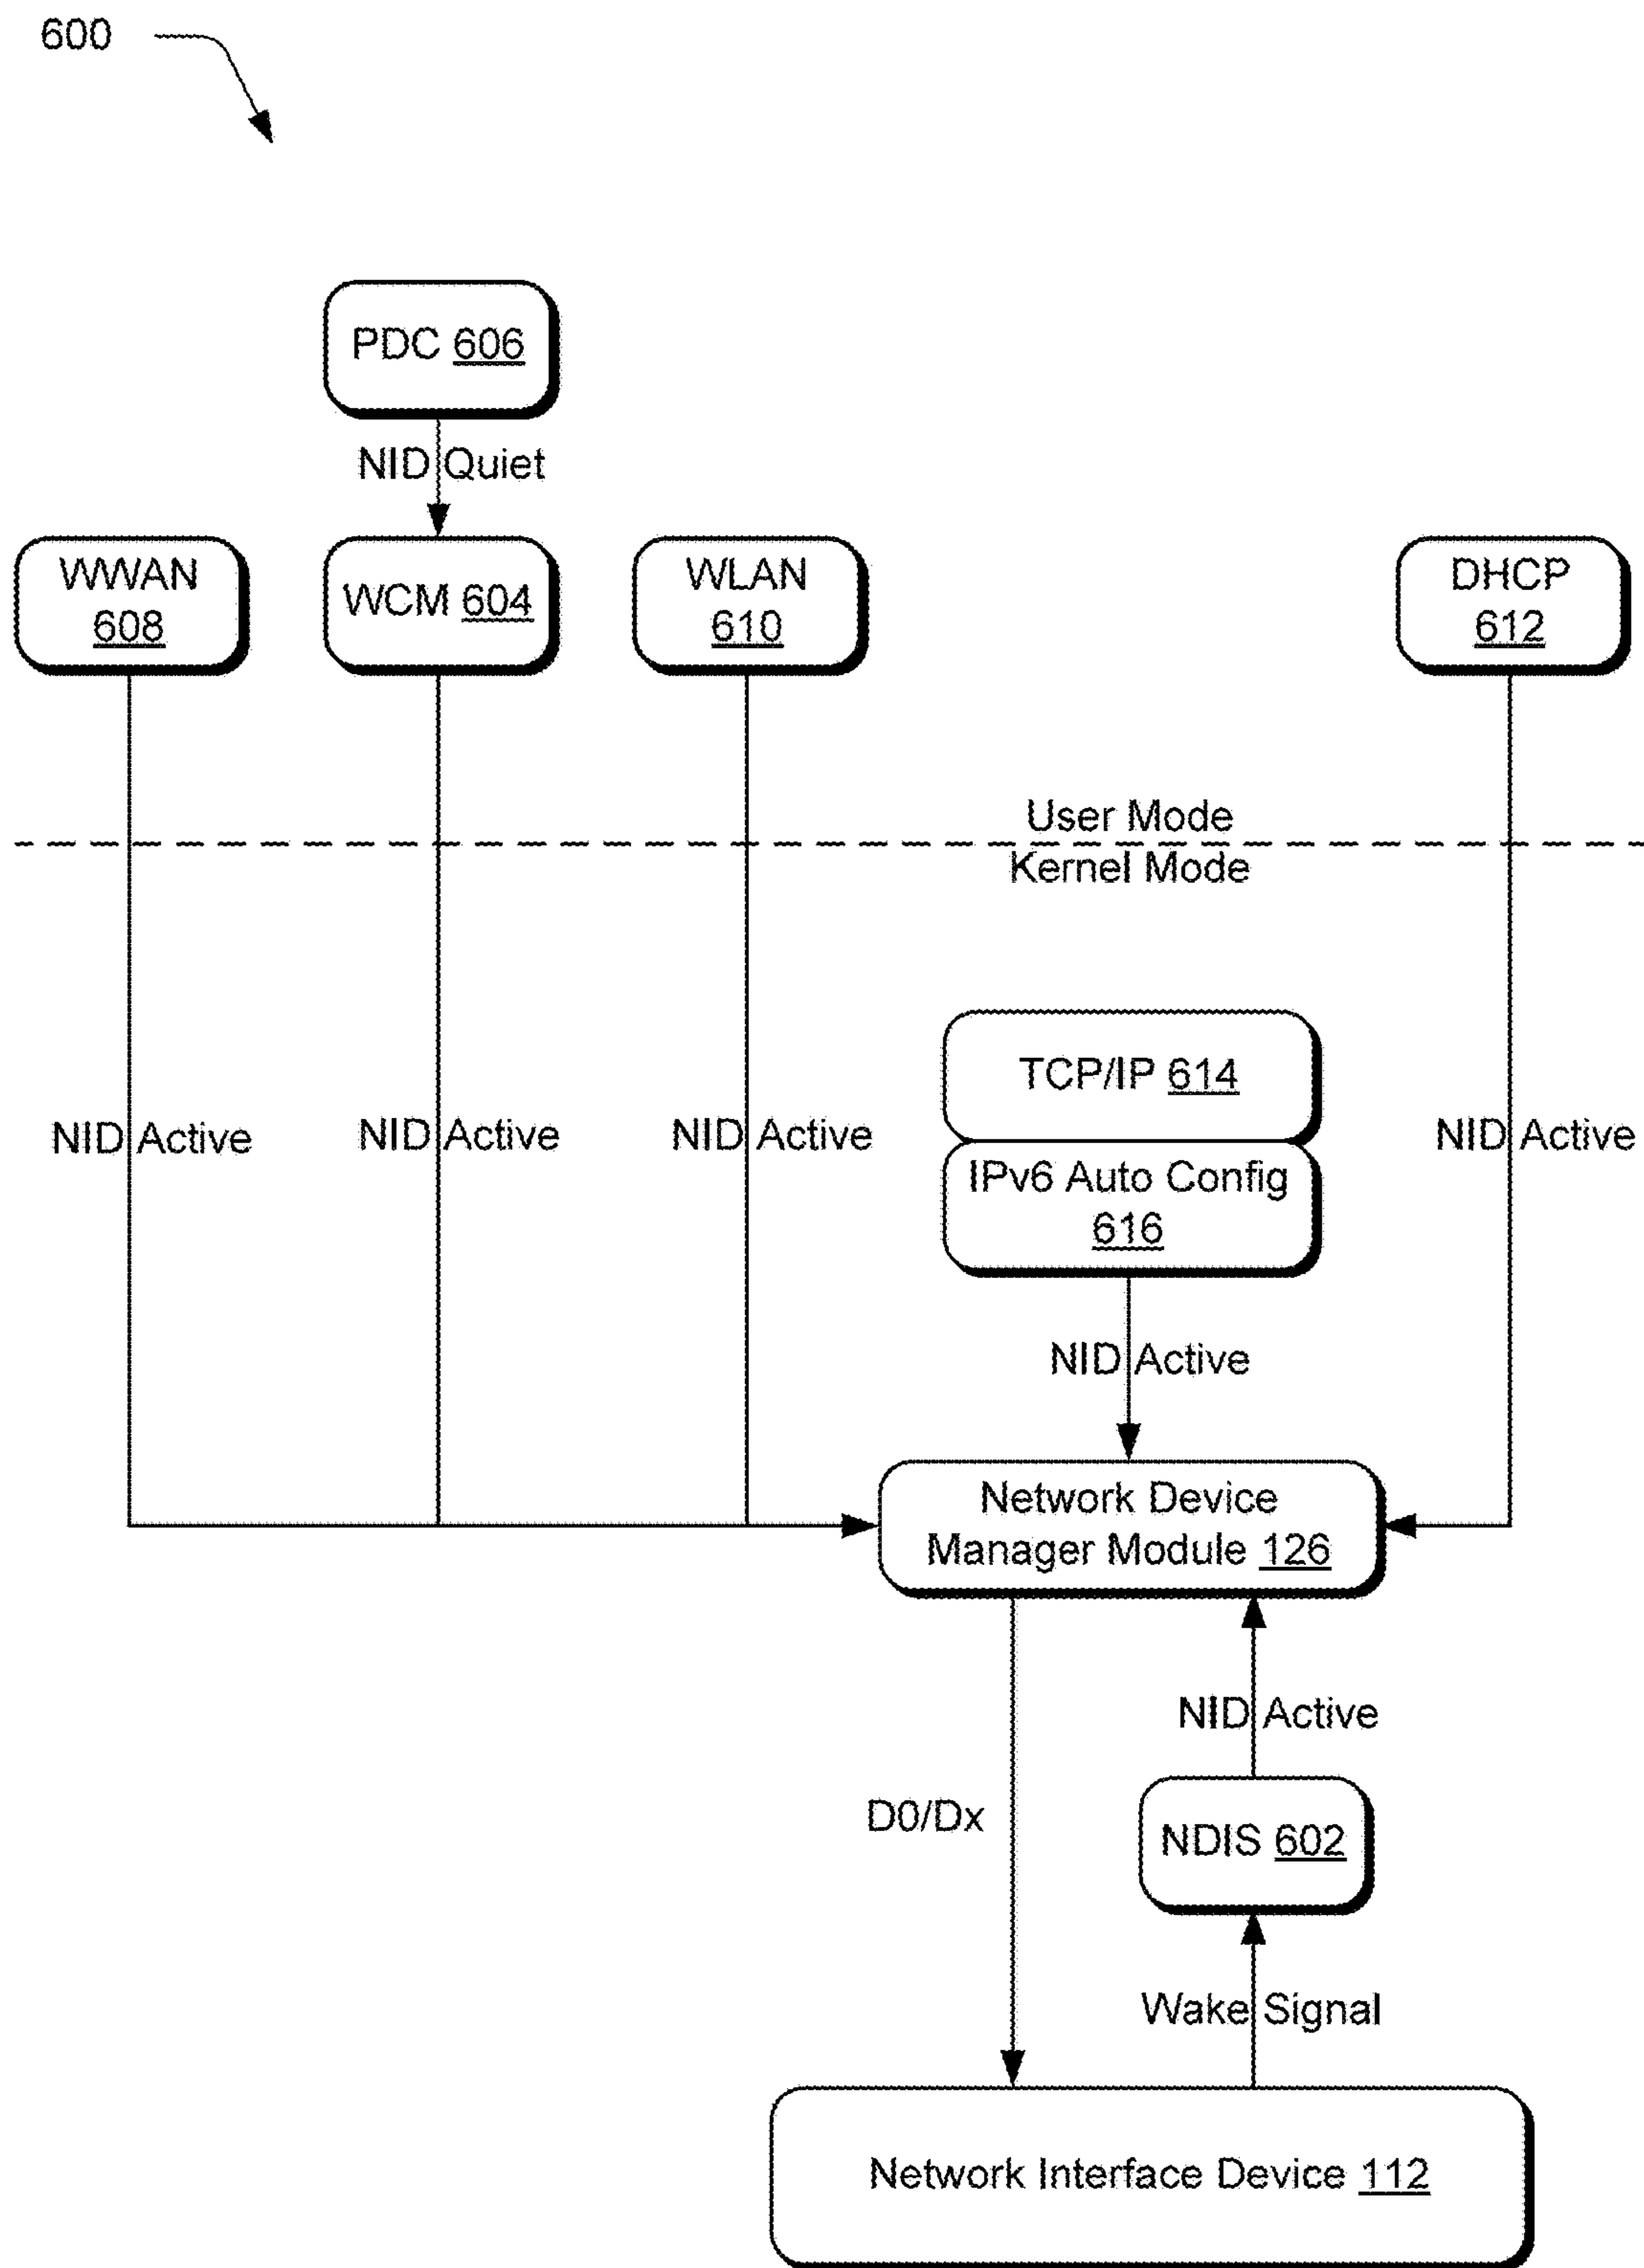 600
PDC 606
NID Quiet
WWAN
608
WCM 604
WLAN
610
DHCP
612
User Mode
Kernel Mode
NID Active
NID Active
NID Active
NID Active
TCP/IP 614
IPv6 Auto Config
616
NID Active
Network Device
Manager Module 126
NID Active
D0/Dx
NDIS 602
Wake Signal
Network Interface Device 112